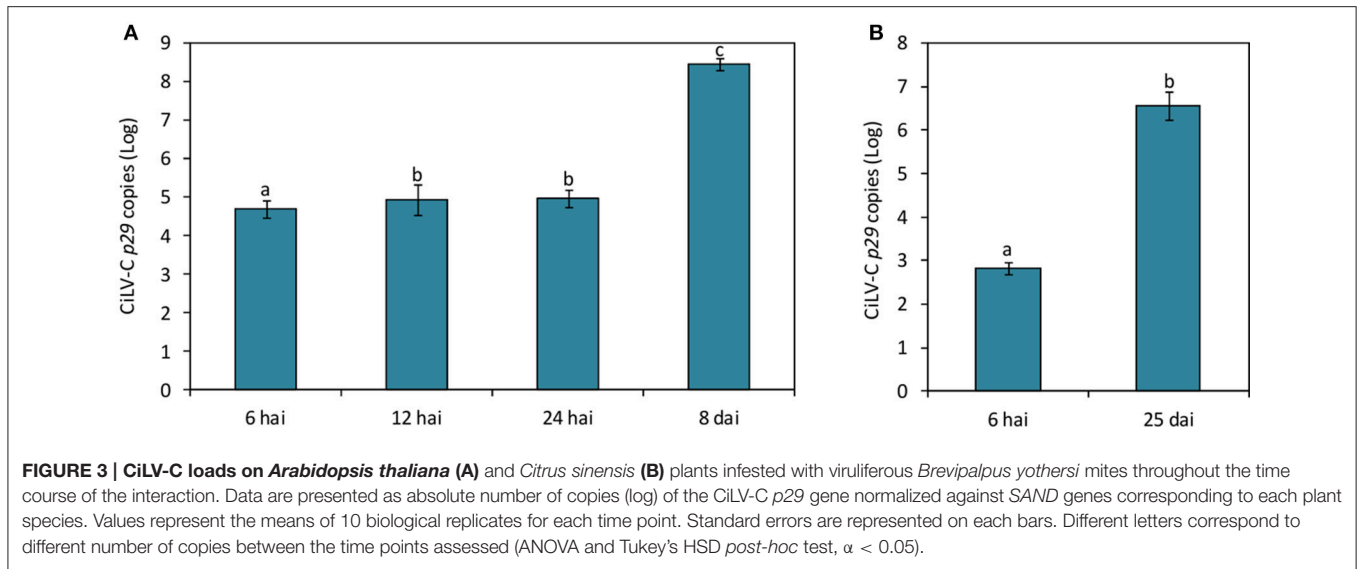 A
B
9
8
7
6
5
4
3
2
1
0
CiLV-C p29 copies (Log)
a
b
b
c
6 hai 12 hai 24 hai 8 dai
8
7
6
5
4
3
2
1
0
CiLV-C p29 copies (Log)
a
b
6 hai 25 dai
FIGURE 3 | CiLV-C loads on Arabidopsis thaliana (A) and Citrus sinensis (B) plants infested with viruliferous Brevipalpus yothersi mites throughout the time
course of the interaction. Data are presented as absolute number of copies (log) of the CiLV-C p29 gene normalized against SAND genes corresponding to each plant
species. Values represent the means of 10 biological replicates for each time point. Standard errors are represented on each bars. Different letters correspond to
different number of copies between the time points assessed (ANOVA and Tukey's HSD post-hoc test, α < 0.05).